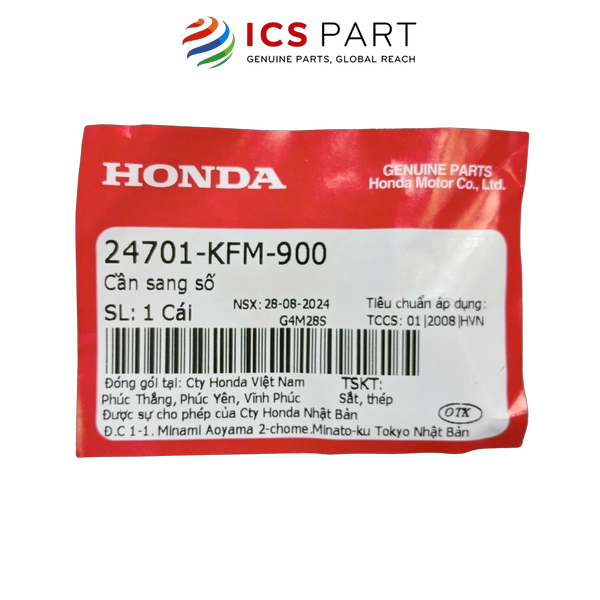 ICS PART
GENUINE PARTS, GLOBAL REACH
HONDA
GENUINE PARTS
Honda Motor Co., Ltd.
24701-KFM-900
Cần sang số
SL: 1 Cái
NSX: 28-08-2024
G4M28S
Tiêu chuẩn áp dụng:
TCCS: 01|2008|HVN
Đóng gói tại: Cty Honda Việt Nam
Phúc Thắng, Phúc Yên, Vĩnh Phúc
TSKT:
Sắt, thép
Được sự cho phép của Cty Honda Nhật Bản
Đ.C 1-1. Minami Aoyama 2-chome.Minato-ku Tokyo Nhật Bản
OTK